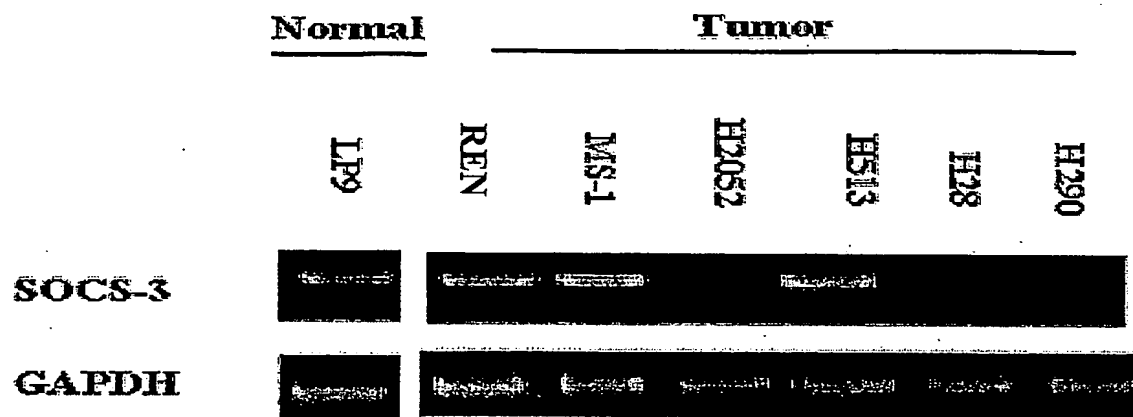 Normal Tumor
LP9 REN MS-1 H2052 H513 H28 H290
SOCS-3
GAPDH